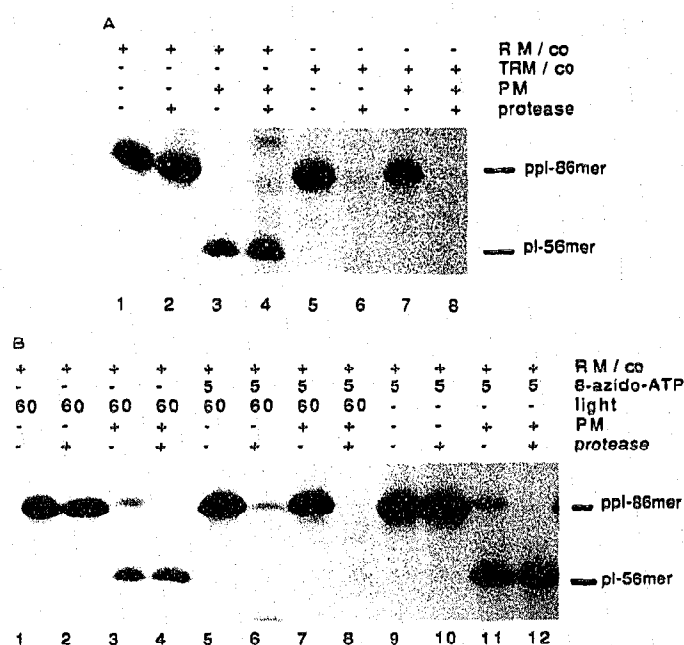 A
+ + + + - - - - RM/co
- - - - + + + + TRM/co
- - + + - - + + PM
- + - + - + - + protease
ppl-86mer
pl-56mer
1 2 3 4 5 6 7 8
B
+ + + + + + + + + + + + RM/co
- - - - 5 5 5 5 5 5 5 5 8-azido-ATP
60 60 60 60 60 60 60 60 - - - - light
- - + + - - + + - - + + PM
- + - + - + - + - + - + protease
ppl-86mer
pl-56mer
1 2 3 4 5 6 7 8 9 10 11 12